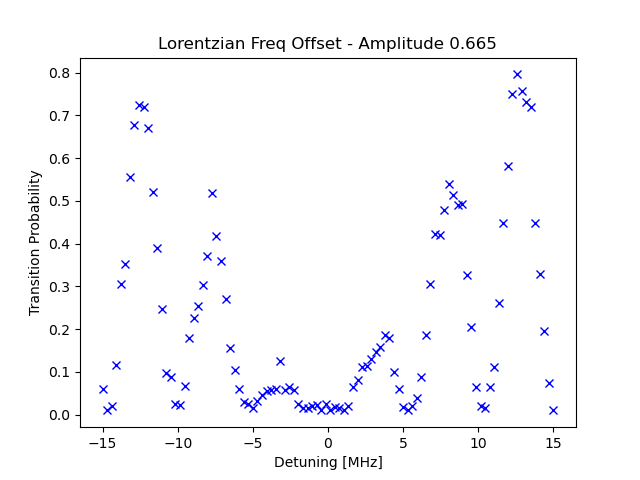 Lorentzian Freq Offset - Amplitude 0.665
0.8
0.7
0.6
0.5
0.4
0.3
0.2
0.1
0.0
Transition Probability
−15 −10 −5 0 5 10 15
Detuning [MHz]